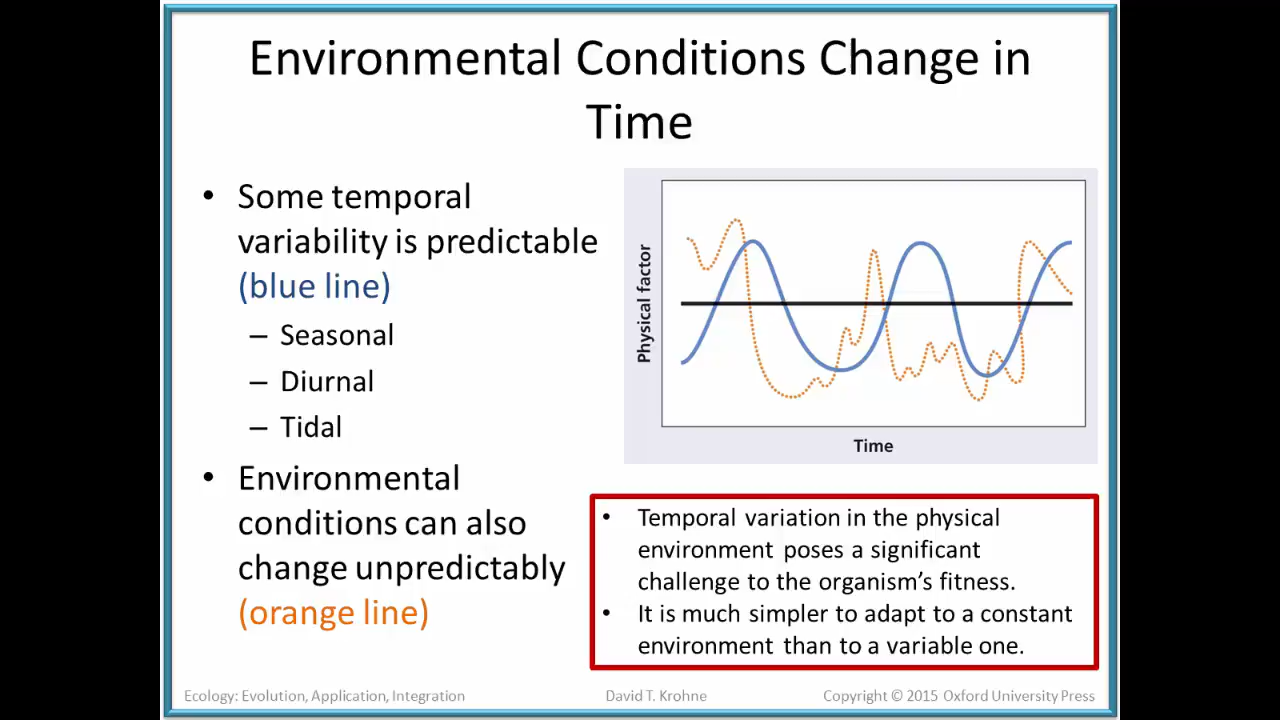 Environmental Conditions Change in
Time
• Some temporal
variability is predictable
(blue line)
– Seasonal
– Diurnal
– Tidal
• Environmental
conditions can also
change unpredictably
(orange line)
Physical factor
Time
• Temporal variation in the physical
environment poses a significant
challenge to the organism's fitness.
• It is much simpler to adapt to a constant
environment than to a variable one.
Ecology: Evolution, Application, Integration
David T. Krohne
Copyright © 2015 Oxford University Press